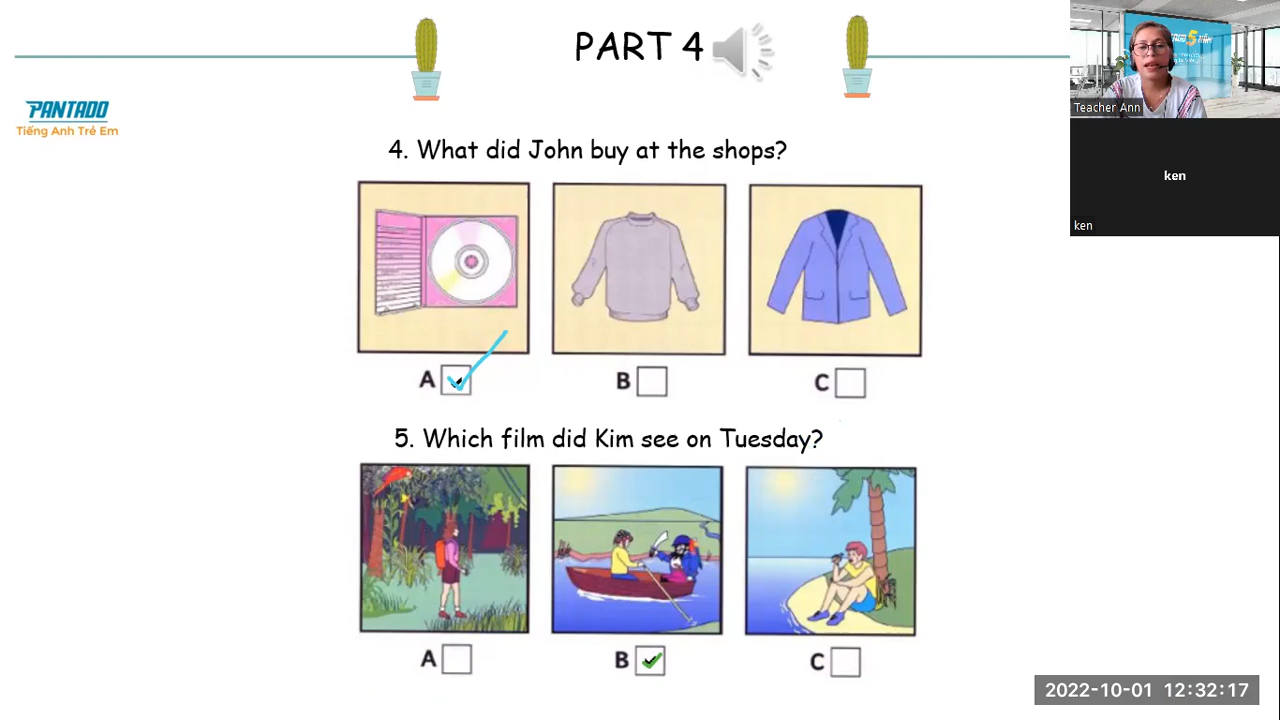 PART 4
PANTADO
Tiếng Anh Trẻ Em
Teacher Ann
ken
ken
4. What did John buy at the shops?
A
B
C
5. Which film did Kim see on Tuesday?
A
B
C
2022-10-01 12:32:17